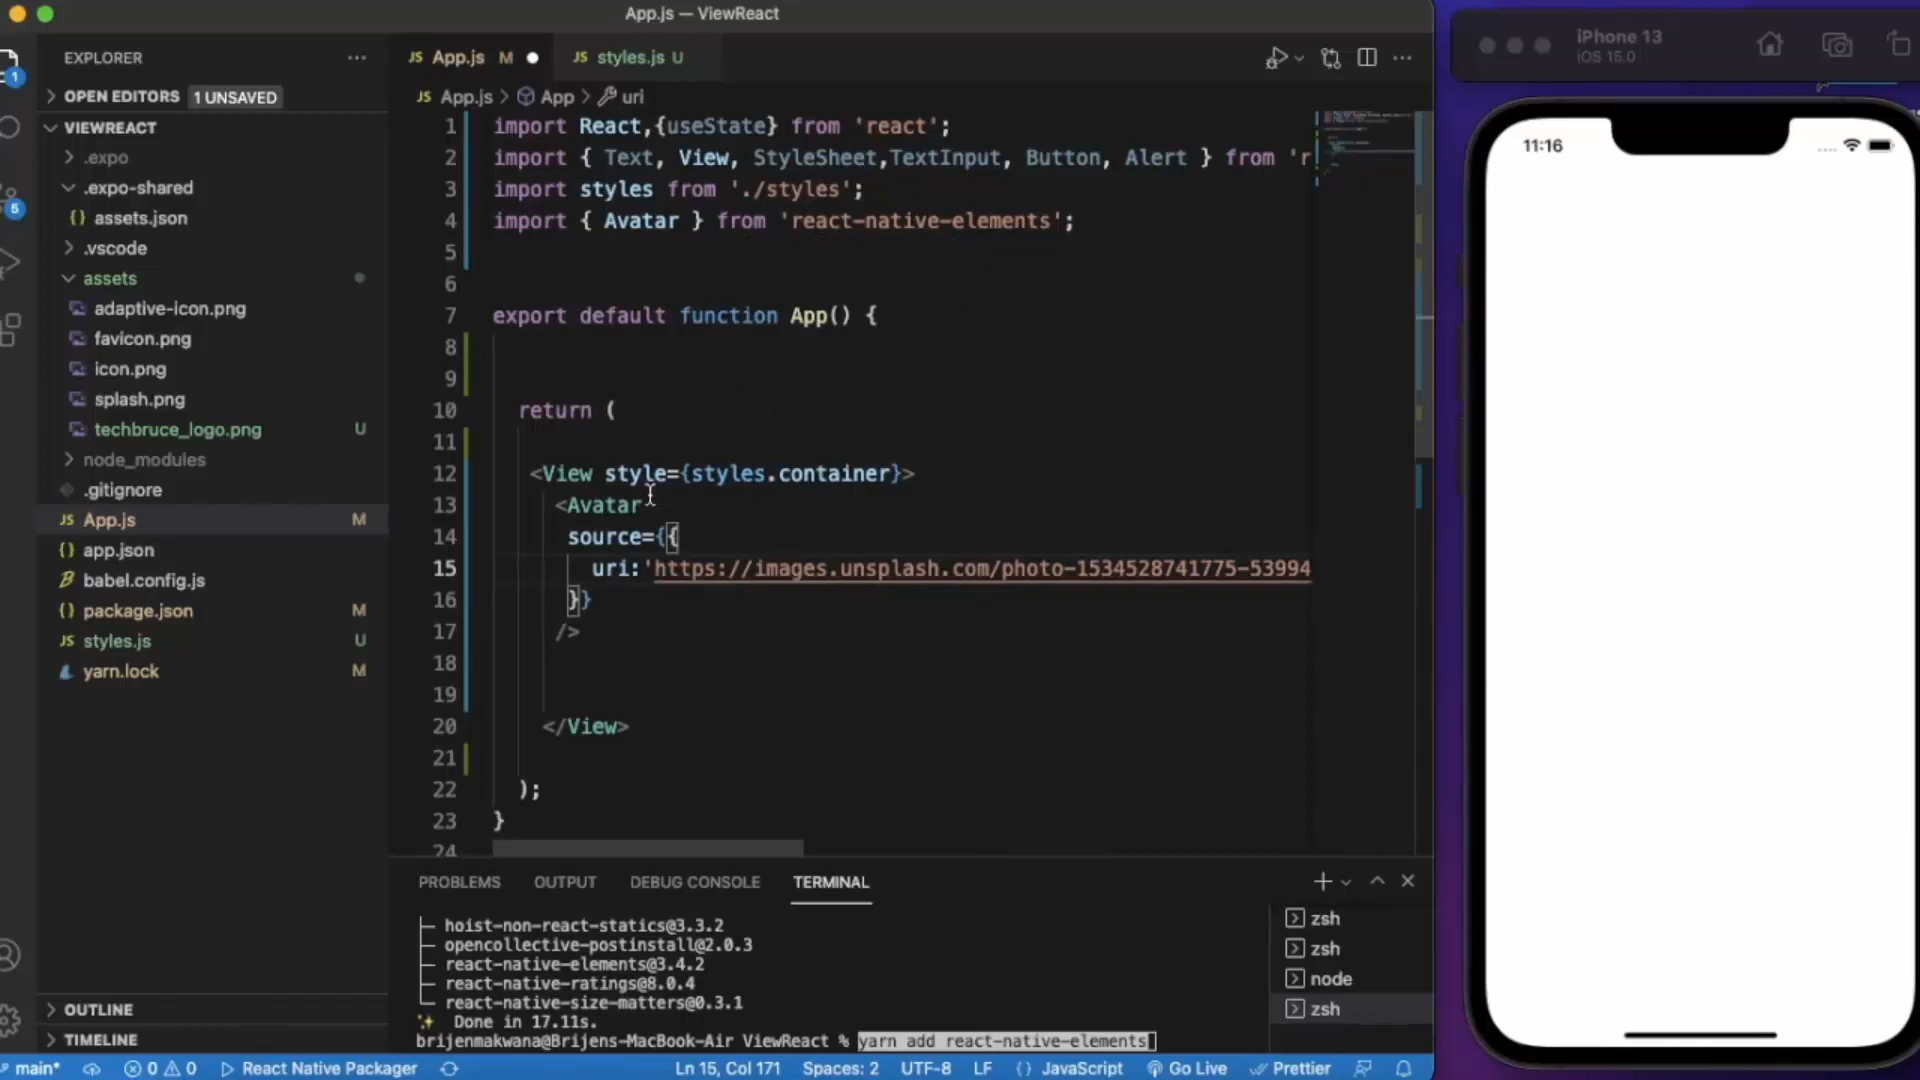 App.js — ViewReact
EXPLORER ···
JS App.js M ●
JS styles.js U
iPhone 13
iOS 15.0
OPEN EDITORS 1 UNSAVED
JS App.js > App > uri
VIEWREACT
.expo
.expo-shared
{} assets.json
.vscode
assets
adaptive-icon.png
favicon.png
icon.png
splash.png
techbruce_logo.png U
node_modules
.gitignore
JS App.js M
{} app.json
babel.config.js
{} package.json M
JS styles.js U
yarn.lock M
OUTLINE
TIMELINE
1
5
1 import React,{useState} from 'react';
2 import { Text, View, StyleSheet,TextInput, Button, Alert } from 'r
3 import styles from './styles';
4 import { Avatar } from 'react-native-elements';
5
6
7 export default function App() {
8
9
10 return (
11
12 <View style={styles.container}>
13 <Avatar
14 source={{
15 uri:'https://images.unsplash.com/photo-1534528741775-53994
16 }}
17 />
18
19
20 </View>
21
22 );
23 }
24
11:16
PROBLEMS OUTPUT DEBUG CONSOLE TERMINAL
├─ hoist-non-react-statics@3.3.2
├─ opencollective-postinstall@2.0.3
├─ react-native-elements@3.4.2
├─ react-native-ratings@8.0.4
└─ react-native-size-matters@0.3.1
✨ Done in 17.11s.
brijenmakwana@Brijens-MacBook-Air ViewReact % yarn add react-native-elements
zsh
zsh
node
zsh
main* 0 0 React Native Packager Ln 15, Col 171 Spaces: 2 UTF-8 LF {} JavaScript Go Live Prettier